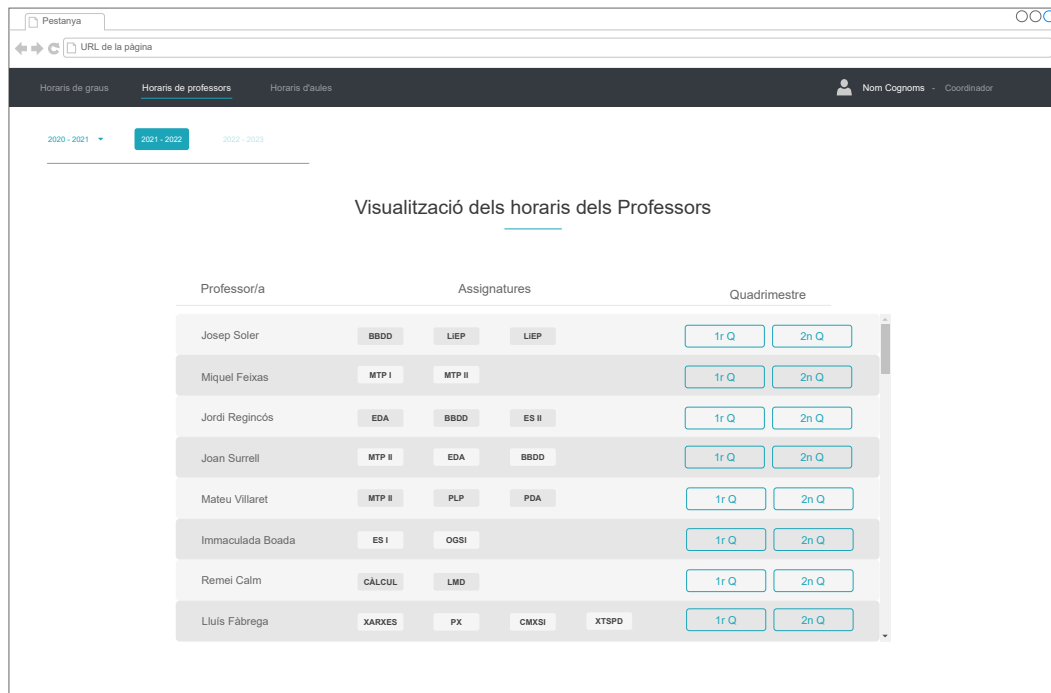 Pestanya
URL de la pàgina
Horaris de graus Horaris de professors Horaris d'aules Nom Cognoms - Coordinador
2020 - 2021 2021 - 2022 2022 - 2023
Visualització dels horaris dels Professors
Professor/a Assignatures Quadrimestre
Josep Soler BBDD LiEP LiEP 1r Q 2n Q
Miquel Feixas MTP I MTP II 1r Q 2n Q
Jordi Regincós EDA BBDD ES II 1r Q 2n Q
Joan Surrell MTP II EDA BBDD 1r Q 2n Q
Mateu Villaret MTP II PLP PDA 1r Q 2n Q
Immaculada Boada ES I OGSI 1r Q 2n Q
Remei Calm CÀLCUL LMD 1r Q 2n Q
Lluís Fàbrega XARXES PX CMXSI XTSPD 1r Q 2n Q